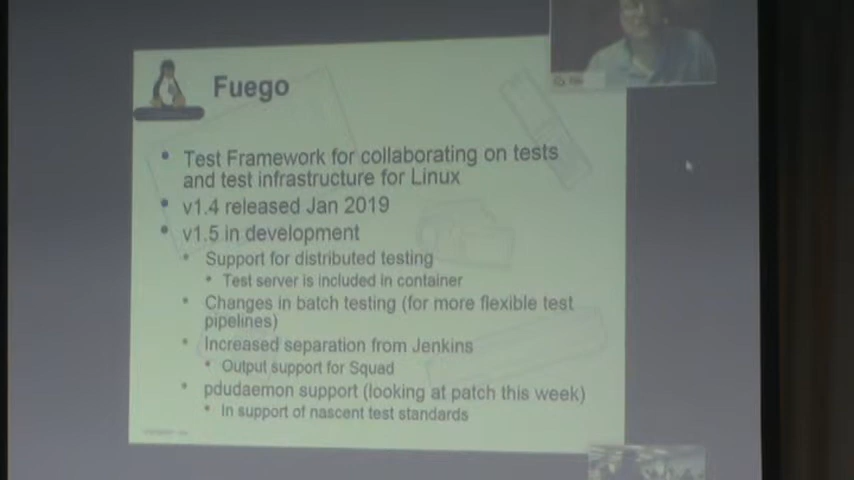 Fuego
• Test Framework for collaborating on tests
and test infrastructure for Linux
• v1.4 released Jan 2019
• v1.5 in development
• Support for distributed testing
• Test server is included in container
• Changes in batch testing (for more flexible test
pipelines)
• Increased separation from Jenkins
• Output support for Squad
• pdudaemon support (looking at patch this week)
• In support of nascent test standards